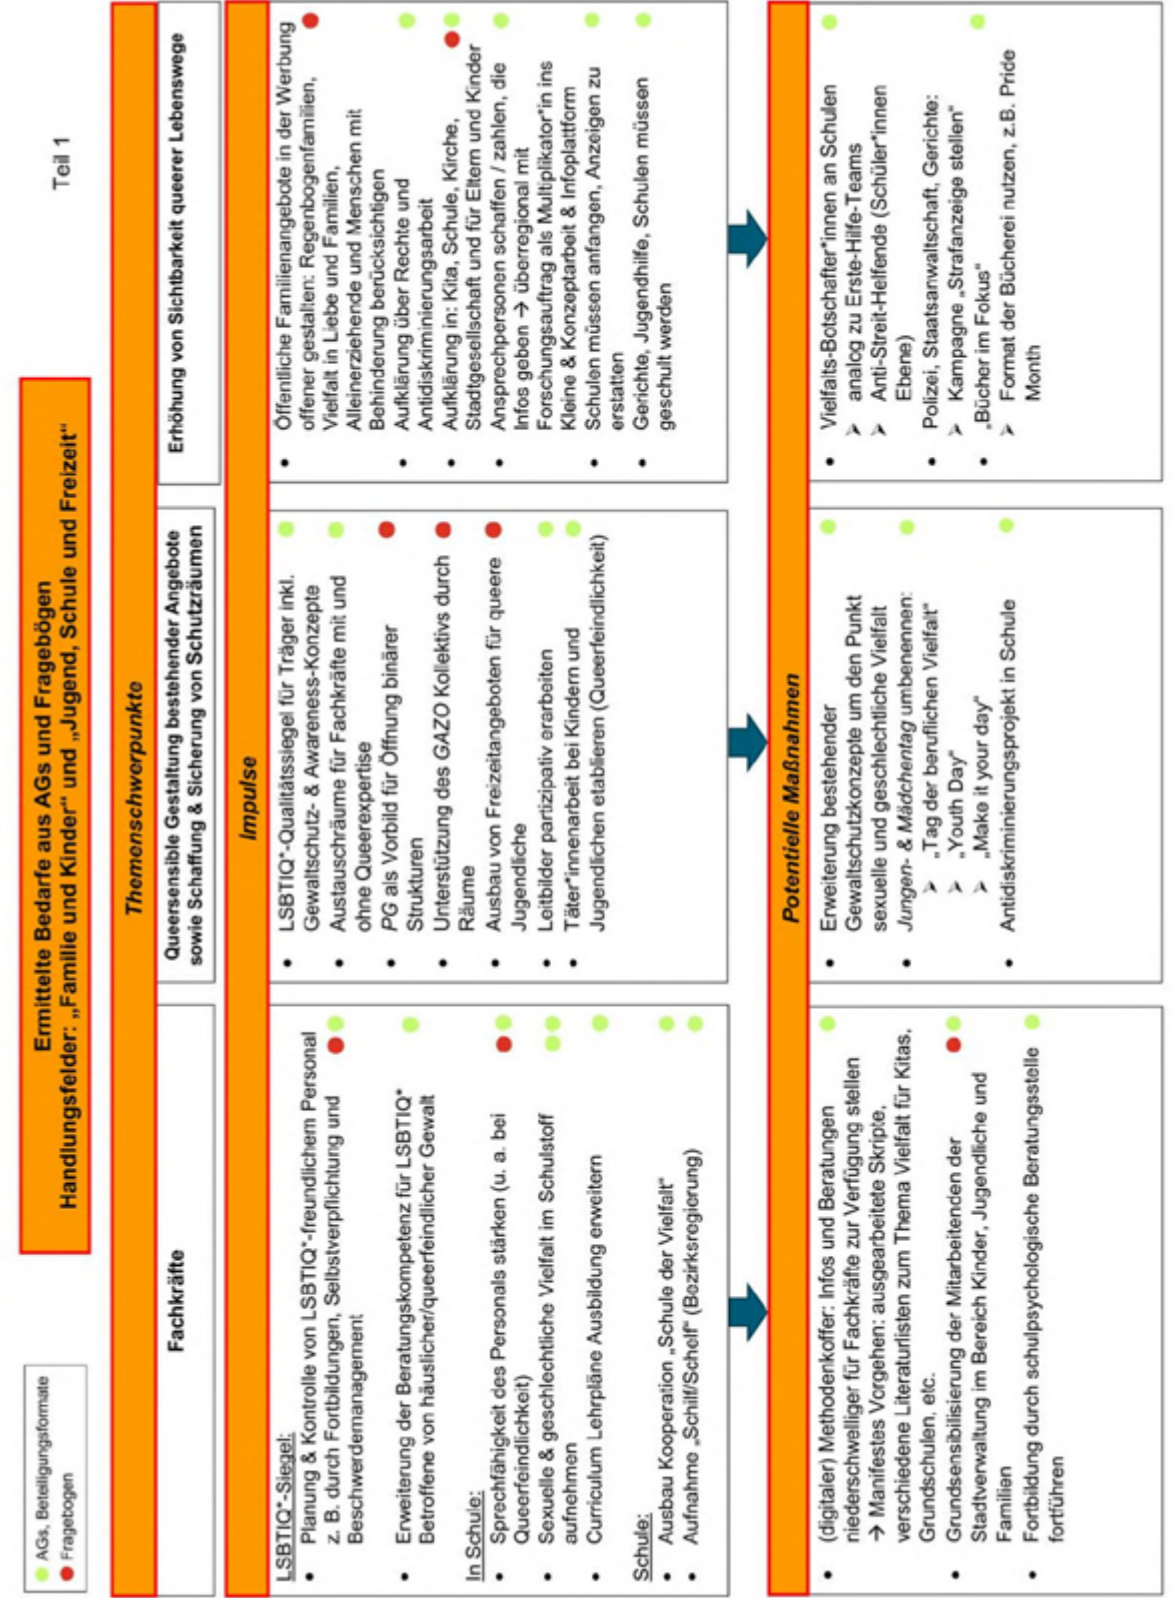 AGs, Beteiligungsformate
Fragebogen
Ermittelte Bedarfe aus AGs und Fragebögen
Handlungsfelder: „Familie und Kinder“ und „Jugend, Schule und Freizeit“
Teil 1
Themenschwerpunkte
Fachkräfte
Queersensible Gestaltung bestehender Angebote
sowie Schaffung & Sicherung von Schutzräumen
Erhöhung von Sichtbarkeit queerer Lebenswege
Impulse
LSBTIQ*-Siegel:
• Planung & Kontrolle von LSBTIQ*-freundlichem Personal
z. B. durch Fortbildungen, Selbstverpflichtung und
Beschwerdemanagement
• Erweiterung der Beratungskompetenz für LSBTIQ*
Betroffene von häuslicher/queerfeindlicher Gewalt
In Schule:
• Sprechfähigkeit des Personals stärken (u. a. bei
Queerfeindlichkeit)
• Sexuelle & geschlechtliche Vielfalt im Schulstoff
aufnehmen
• Curriculum Lehrpläne Ausbildung erweitern
Schule:
• Ausbau Kooperation „Schule der Vielfalt“
• Aufnahme „Schilf/Schelf“ (Bezirksregierung)
• LSBTIQ*-Qualitätssiegel für Träger inkl.
Gewaltschutz- & Awareness-Konzepte
• Austauschräume für Fachkräfte mit und
ohne Queerexpertise
• PG als Vorbild für Öffnung binärer
Strukturen
• Unterstützung des GAZO Kollektivs durch
Räume
• Ausbau von Freizeitangeboten für queere
Jugendliche
• Leitbilder partizipativ erarbeiten
• Täter*innenarbeit bei Kindern und
Jugendlichen etablieren (Queerfeindlichkeit)
• Öffentliche Familienangebote in der Werbung
offener gestalten: Regenbogenfamilien,
Vielfalt in Liebe und Familien,
Alleinerziehende und Menschen mit
Behinderung berücksichtigen
• Aufklärung über Rechte und
Antidiskriminierungsarbeit
• Aufklärung in: Kita, Schule, Kirche,
Stadtgesellschaft und für Eltern und Kinder
• Ansprechpersonen schaffen / zahlen, die
Infos geben → überregional mit
Forschungsauftrag als Multiplikator*in ins
Kleine & Konzeptarbeit & Infoplattform
• Schulen müssen anfangen, Anzeigen zu
erstatten
• Gerichte, Jugendhilfe, Schulen müssen
geschult werden
Potentielle Maßnahmen
• (digitaler) Methodenkoffer: Infos und Beratungen
niederschwelliger für Fachkräfte zur Verfügung stellen
→ Manifestes Vorgehen: ausgearbeitete Skripte,
verschiedene Literaturlisten zum Thema Vielfalt für Kitas,
Grundschulen, etc.
• Grundsensibilisierung der Mitarbeitenden der
Stadtverwaltung im Bereich Kinder, Jugendliche und
Familien
• Fortbildung durch schulpsychologische Beratungsstelle
fortführen
• Erweiterung bestehender
Gewaltschutzkonzepte um den Punkt
sexuelle und geschlechtliche Vielfalt
• Jungen- & Mädchentag umbenennen:
➢ „Tag der beruflichen Vielfalt“
➢ „Youth Day“
➢ „Make it your day“
• Antidiskriminierungsprojekt in Schule
• Vielfalts-Botschafter*innen an Schulen
➢ analog zu Erste-Hilfe-Teams
➢ Anti-Streit-Helfende (Schüler*innen
Ebene)
• Polizei, Staatsanwaltschaft, Gerichte:
➢ Kampagne „Strafanzeige stellen“
• „Bücher im Fokus“
➢ Format der Bücherei nutzen, z.B. Pride
Month